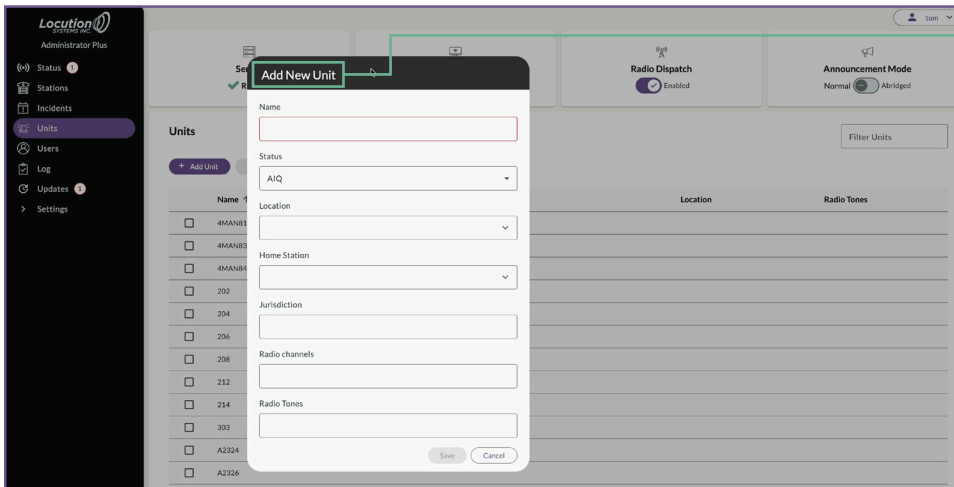 Locution
SYSTEMS INC.
Administrator Plus
Status 1
Stations
Incidents
Units
Users
Log
Updates 1
Settings
tom
Radio Dispatch
Enabled
Announcement Mode
Normal Abridged
Units
Filter Units
+ Add Unit
Name
Location
Radio Tones
4MAN81
4MAN83
4MAN84
202
204
206
208
212
214
303
A2324
A2326
Add New Unit
Name
Status
AIQ
Location
Home Station
Jurisdiction
Radio channels
Radio Tones
Save
Cancel